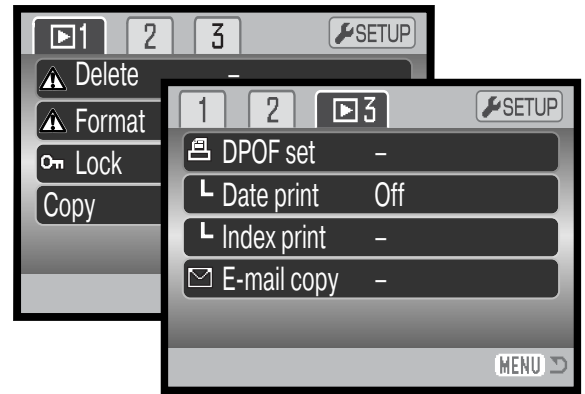 1 2 3 SETUP
Delete –
Format
Lock
Copy
1 2 3 SETUP
DPOF set –
Date print Off
Index print –
E-mail copy –
MENU